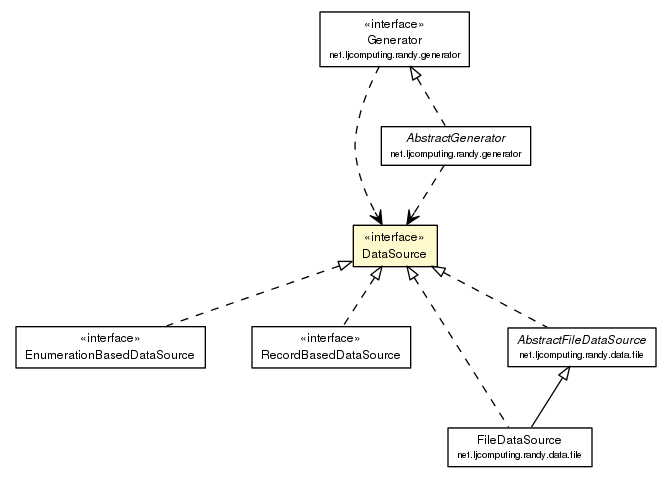 «interface»
Generator
net.ljcomputing.randy.generator
AbstractGenerator
net.ljcomputing.randy.generator
«interface»
DataSource
«interface»
EnumerationBasedDataSource
«interface»
RecordBasedDataSource
AbstractFileDataSource
net.ljcomputing.randy.data.file
FileDataSource
net.ljcomputing.randy.data.file